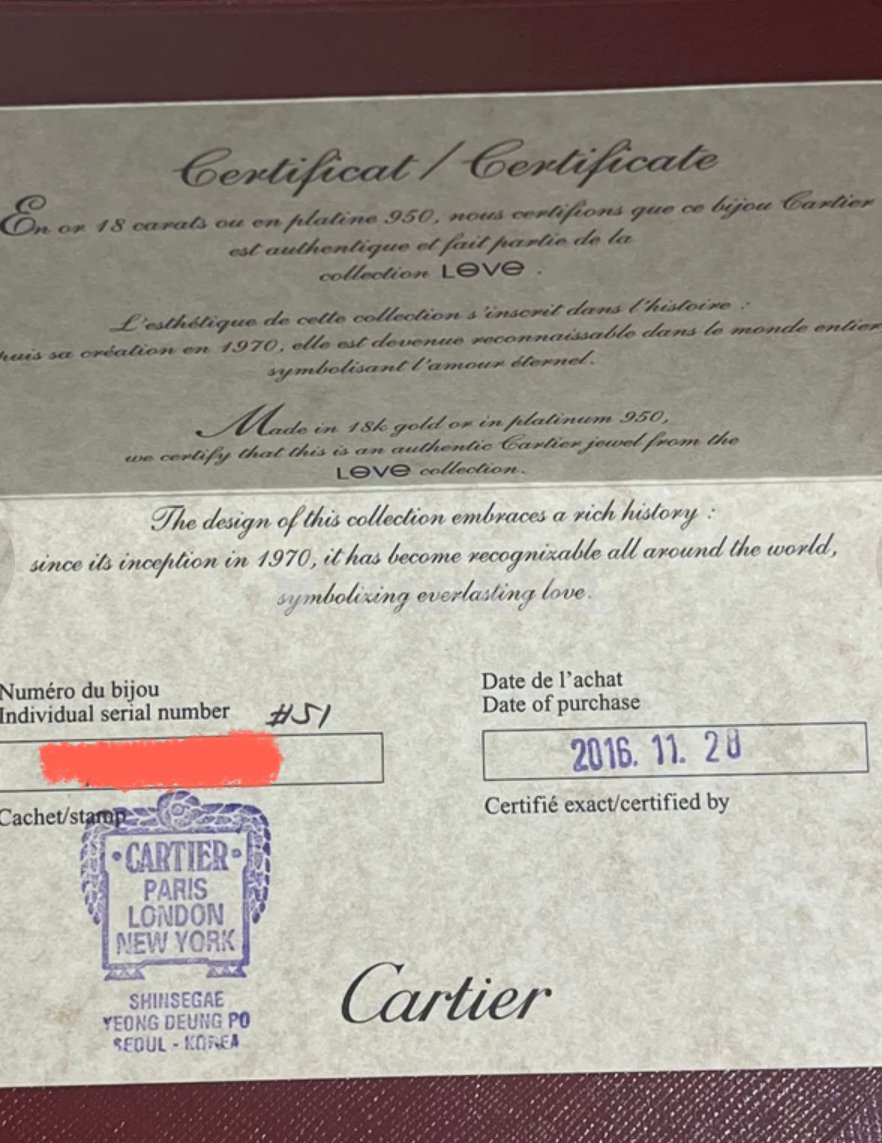 Certificat / Certificate
En or 18 carats ou en platine 950, nous certifions que ce bijou Cartier
est authentique et fait partie de la
collection LOVE .
L'esthétique de cette collection s'inscrit dans l'histoire :
puis sa création en 1970, elle est devenue reconnaissable dans le monde entier
symbolisant l'amour éternel.
Made in 18k gold or in platinum 950,
we certify that this is an authentic Cartier jewel from the
LOVE collection.
The design of this collection embraces a rich history :
since its inception in 1970, it has become recognizable all around the world,
symbolizing everlasting love.
Numéro du bijou
Individual serial number #51
Date de l'achat
Date of purchase
2016. 11. 28
Cachet/stamp
Certifié exact/certified by
·CARTIER·
PARIS
LONDON
NEW YORK
SHINSEGAE
YEONG DEUNG PO
SEOUL - KOREA
Cartier